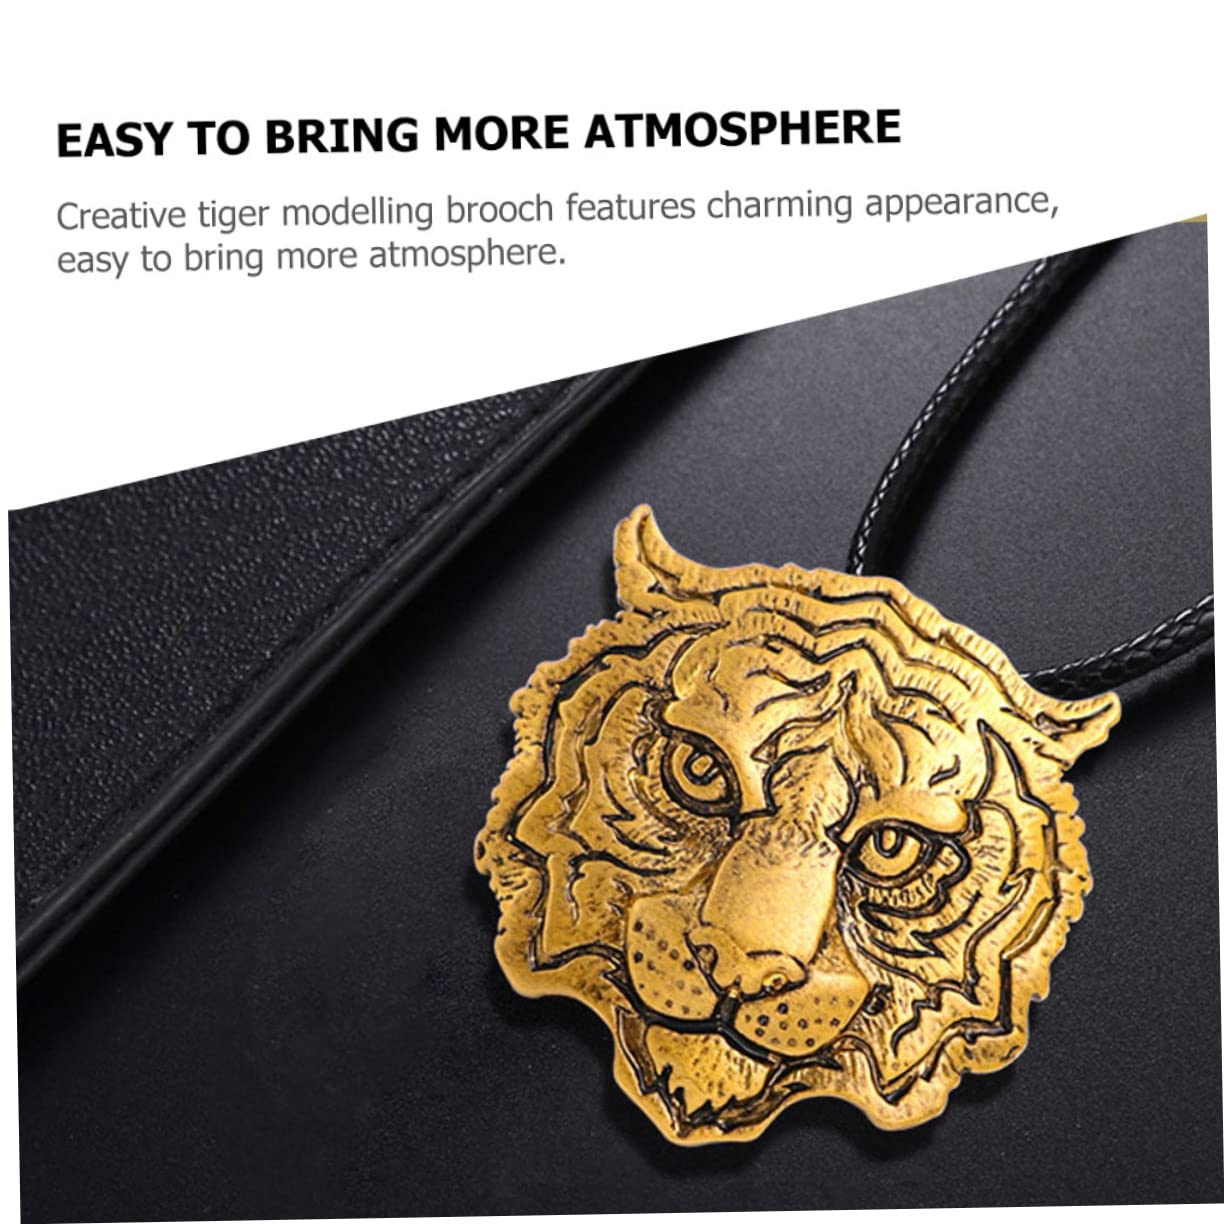 EASY TO BRING MORE ATMOSPHERE
Creative tiger modelling brooch features charming appearance,
easy to bring more atmosphere.